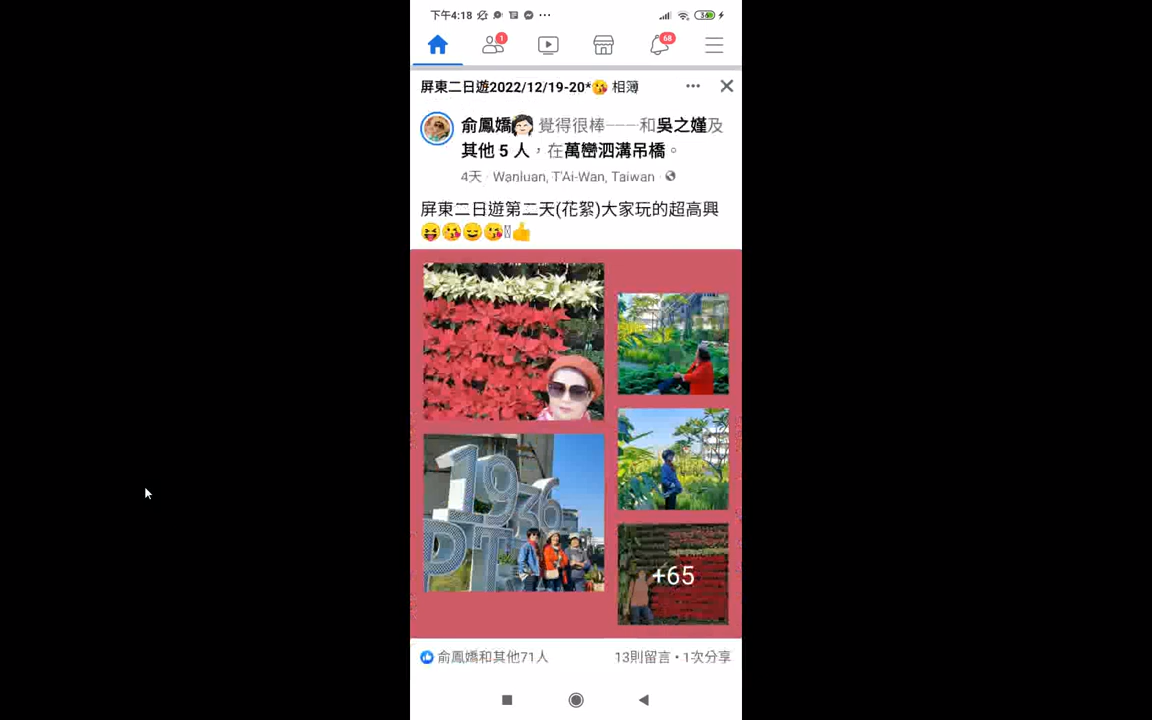 下午4:18
36
1
68
屏東二日遊2022/12/19-20*😘 相簿
俞鳳嬌 覺得很棒——和吳之嫤及
其他 5 人，在萬巒泗溝吊橋。
4天 · Wanluan, T'Ai-Wan, Taiwan
屏東二日遊第二天(花絮)大家玩的超高興
😝😘😄😘👍
1936
PT
+65
俞鳳嬌和其他71人 13則留言 • 1次分享